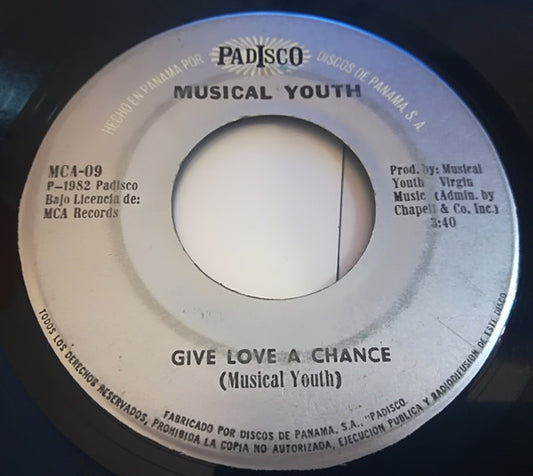 HECHO EN PANAMA POR PADISCO DISCOS DE PANAMA, S.A.
MUSICAL YOUTH
MCA-09
P-1982 Padisco
Bajo Licencia de:
MCA Records
Prod. by: Musical
Youth Virgin
Music (Admin. by
Chapell & Co. Inc.)
3:40
GIVE LOVE A CHANCE
(Musical Youth)
FABRICADO POR DISCOS DE PANAMA, S.A., "PADISCO.
TODOS LOS DERECHOS RESERVADOS, PROHIBIDA LA COPIA NO AUTORIZADA, EJECUCION PUBLICA Y RADIODIFUSION DE ESTE DISCO